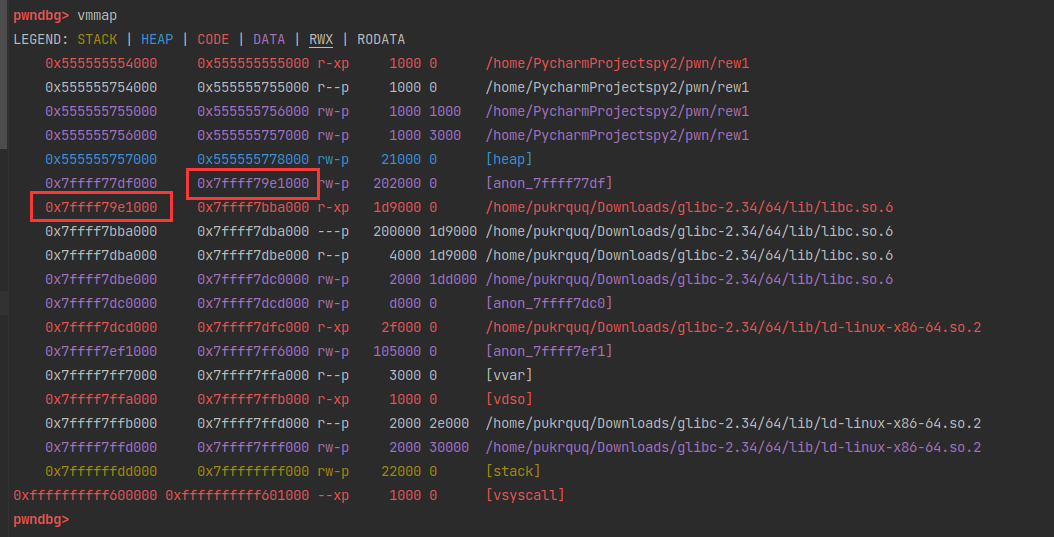 pwndbg> vmmap
LEGEND: STACK | HEAP | CODE | DATA | RWX | RODATA
0x555555554000 0x555555555000 r-xp 1000 0 /home/PycharmProjectspy2/pwn/rew1
0x555555754000 0x555555755000 r--p 1000 0 /home/PycharmProjectspy2/pwn/rew1
0x555555755000 0x555555756000 rw-p 1000 1000 /home/PycharmProjectspy2/pwn/rew1
0x555555756000 0x555555757000 rw-p 1000 3000 /home/PycharmProjectspy2/pwn/rew1
0x555555757000 0x555555778000 rw-p 21000 0 [heap]
0x7ffff77df000 0x7ffff79e1000 rw-p 202000 0 [anon_7ffff77df]
0x7ffff79e1000 0x7ffff7bba000 r-xp 1d9000 0 /home/pukrquq/Downloads/glibc-2.34/64/lib/libc.so.6
0x7ffff7bba000 0x7ffff7dba000 ---p 200000 1d9000 /home/pukrquq/Downloads/glibc-2.34/64/lib/libc.so.6
0x7ffff7dba000 0x7ffff7dbe000 r--p 4000 1d9000 /home/pukrquq/Downloads/glibc-2.34/64/lib/libc.so.6
0x7ffff7dbe000 0x7ffff7dc0000 rw-p 2000 1dd000 /home/pukrquq/Downloads/glibc-2.34/64/lib/libc.so.6
0x7ffff7dc0000 0x7ffff7dcd000 rw-p d000 0 [anon_7ffff7dc0]
0x7ffff7dcd000 0x7ffff7dfc000 r-xp 2f000 0 /home/pukrquq/Downloads/glibc-2.34/64/lib/ld-linux-x86-64.so.2
0x7ffff7ef1000 0x7ffff7ff6000 rw-p 105000 0 [anon_7ffff7ef1]
0x7ffff7ff7000 0x7ffff7ffa000 r--p 3000 0 [vvar]
0x7ffff7ffa000 0x7ffff7ffb000 r-xp 1000 0 [vdso]
0x7ffff7ffb000 0x7ffff7ffd000 r--p 2000 2e000 /home/pukrquq/Downloads/glibc-2.34/64/lib/ld-linux-x86-64.so.2
0x7ffff7ffd000 0x7ffff7fff000 rw-p 2000 30000 /home/pukrquq/Downloads/glibc-2.34/64/lib/ld-linux-x86-64.so.2
0x7ffffffdd000 0x7ffffffff000 rw-p 22000 0 [stack]
0xffffffffff600000 0xffffffffff601000 --xp 1000 0 [vsyscall]
pwndbg>